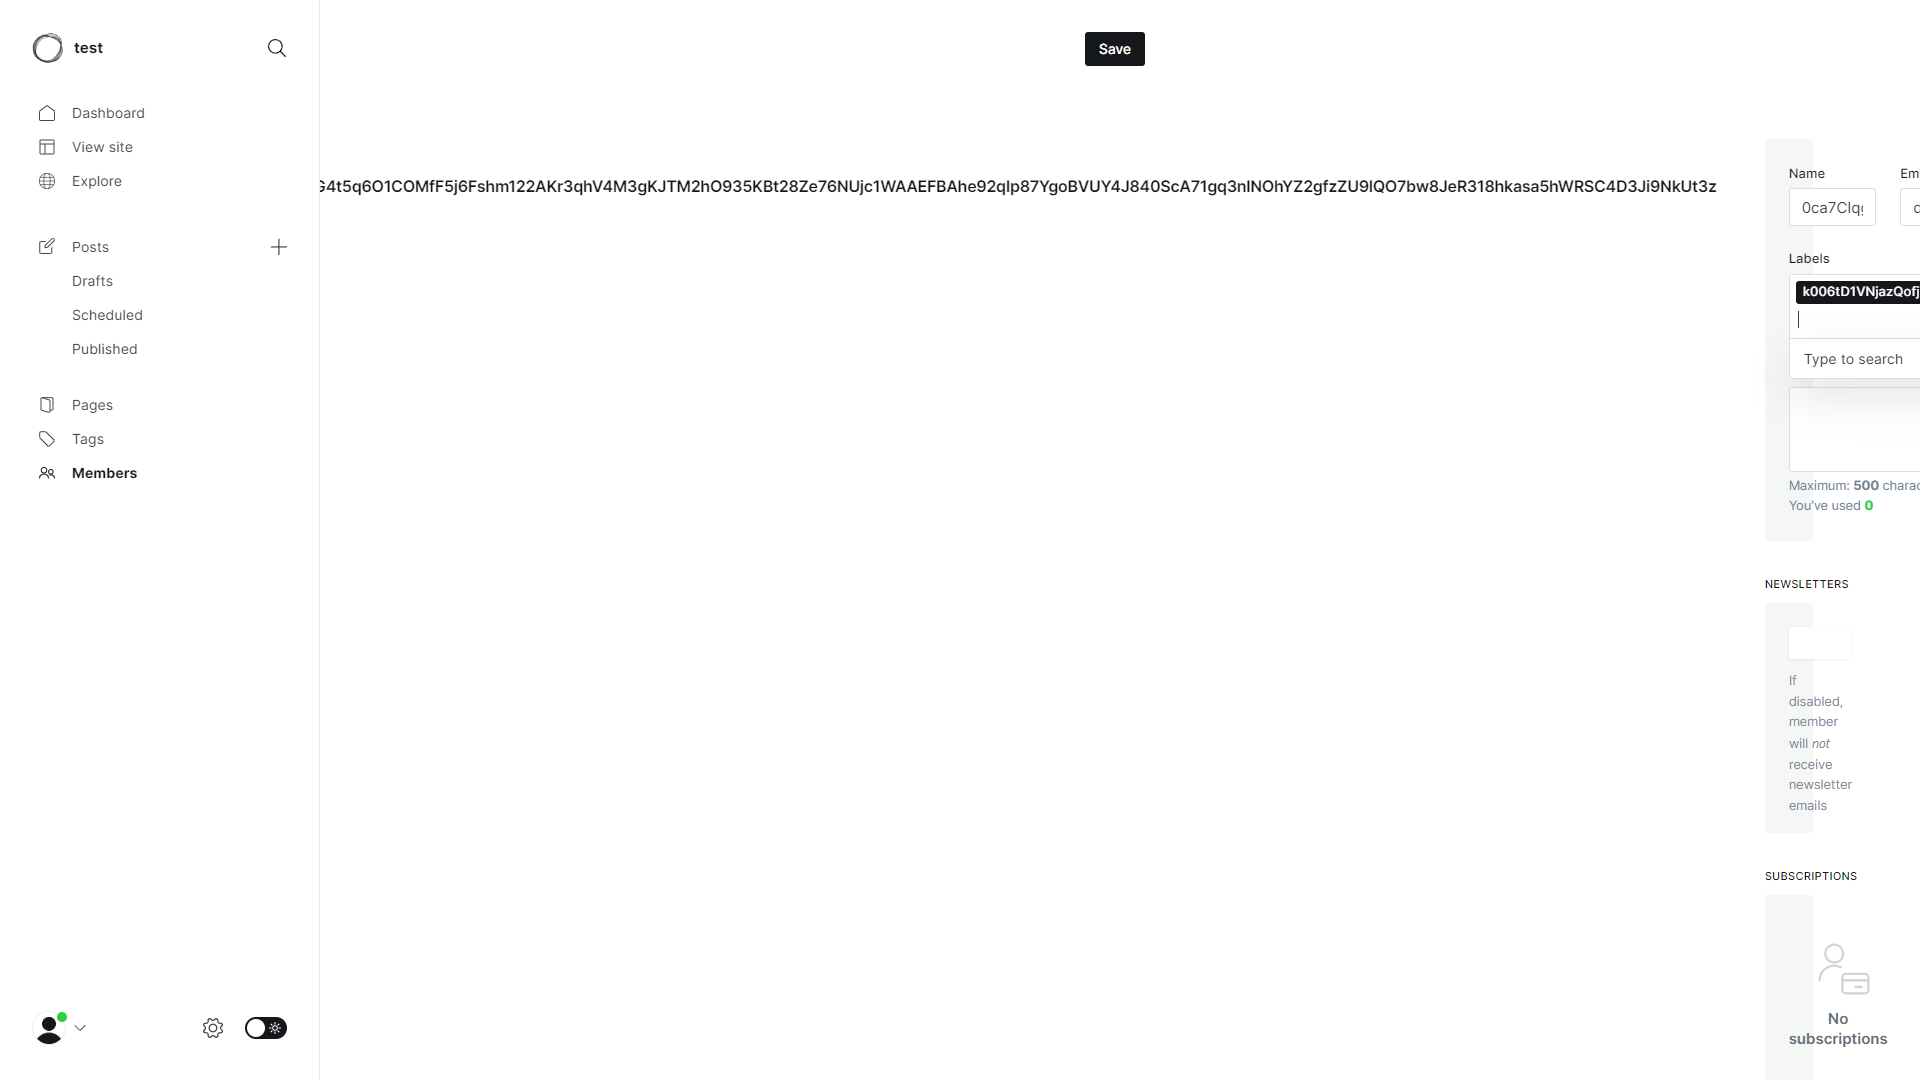 test
Save
Dashboard
View site
Explore
Posts
Drafts
Scheduled
Published
Pages
Tags
Members
G4t5q6O1COMfF5j6Fshm122AKr3qhV4M3gKJTM2hO935KBt28Ze76NUjc1WAAEFBAhe92qlp87YgoBVUY4J840ScA71gq3nINOhYZ2gfzZU9IQO7bw8JeR318hkasa5hWRSC4D3Ji9NkUt3z
Name
Em
0ca7CIq
Labels
k006tD1VNjazQofj
Type to search
Maximum: 500 charac
You've used 0
NEWSLETTERS
If
disabled,
member
will not
receive
newsletter
emails
SUBSCRIPTIONS
No
subscriptions